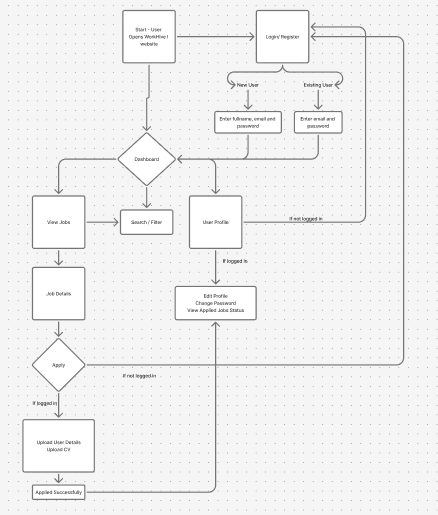 Start - User
Opens WorkHive |
website
Login/ Register
New User
Existing User
Enter fullname, email and
password
Enter email and
password
Dashboard
View Jobs
Search / Filter
User Profile
If not logged in
If logged in
Job Details
Edit Profile
Change Password
View Applied Jobs Status
Apply
If not logged in
If logged in
Upload User Details
Upload CV
Applied Successfully